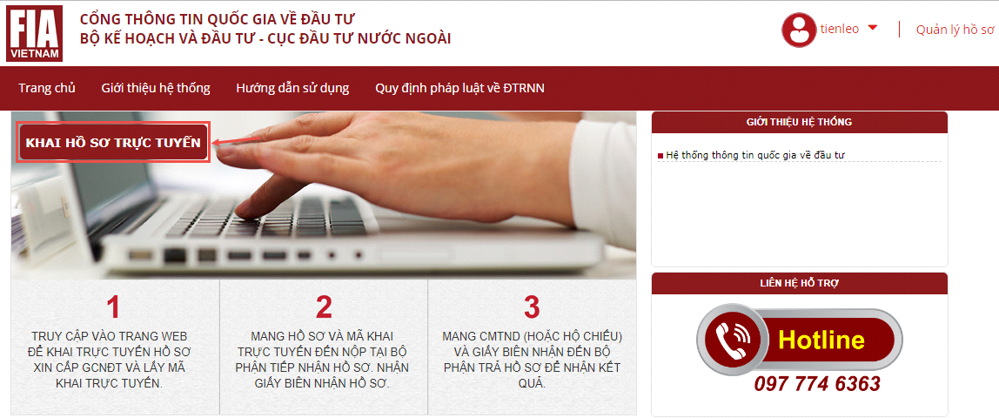 FIA
VIETNAM
CỔNG THÔNG TIN QUỐC GIA VỀ ĐẦU TƯ
BỘ KẾ HOẠCH VÀ ĐẦU TƯ - CỤC ĐẦU TƯ NƯỚC NGOÀI
tienleo
Quản lý hồ sơ
Trang chủ
Giới thiệu hệ thống
Hướng dẫn sử dụng
Quy định pháp luật về ĐTRNN
KHAI HỒ SƠ TRỰC TUYẾN
1
TRUY CẬP VÀO TRANG WEB
ĐỂ KHAI TRỰC TUYẾN HỒ SƠ
XIN CẤP GCNĐT VÀ LẤY MÃ
KHAI TRỰC TUYẾN.
2
MANG HỒ SƠ VÀ MÃ KHAI
TRỰC TUYẾN ĐẾN NỘP TẠI BỘ
PHẬN TIẾP NHẬN HỒ SƠ. NHẬN
GIẤY BIÊN NHẬN HỒ SƠ.
3
MANG CMTND (HOẶC HỘ CHIẾU)
VÀ GIẤY BIÊN NHẬN ĐẾN BỘ
PHẬN TRẢ HỒ SƠ ĐỂ NHẬN KẾT
QUẢ.
GIỚI THIỆU HỆ THỐNG
Hệ thống thông tin quốc gia về đầu tư
LIÊN HỆ HỖ TRỢ
Hotline
097 774 6363